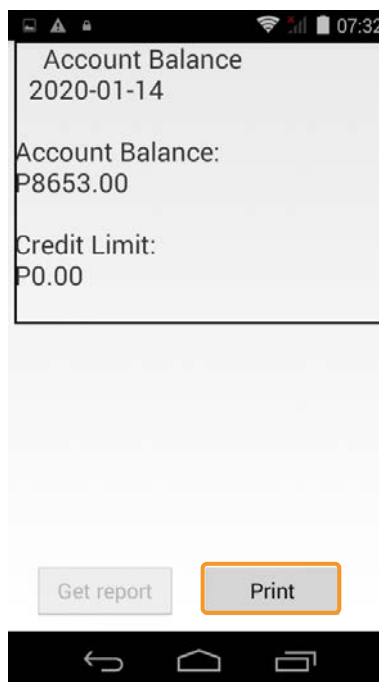 07:32
Account Balance
2020-01-14
Account Balance:
P8653.00
Credit Limit:
P0.00
Get report
Print